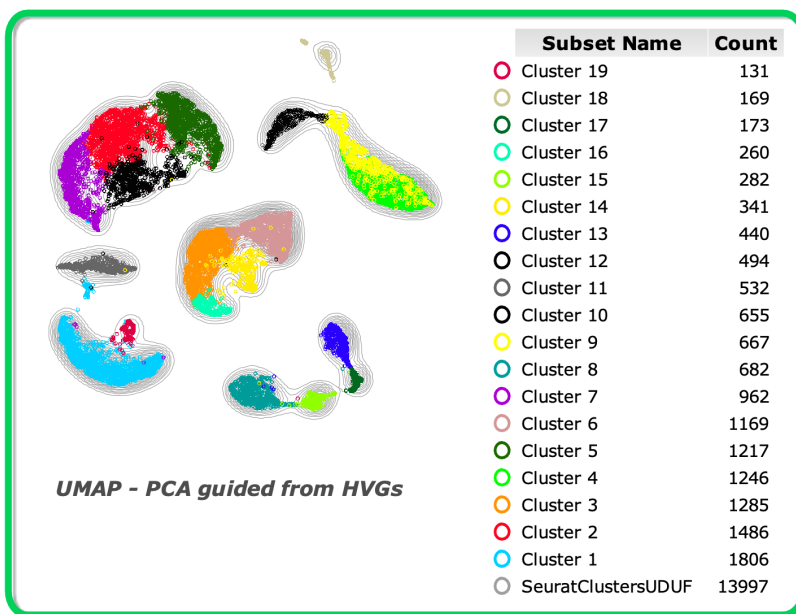 Subset Name Count
Cluster 19 131
Cluster 18 169
Cluster 17 173
Cluster 16 260
Cluster 15 282
Cluster 14 341
Cluster 13 440
Cluster 12 494
Cluster 11 532
Cluster 10 655
Cluster 9 667
Cluster 8 682
Cluster 7 962
Cluster 6 1169
Cluster 5 1217
Cluster 4 1246
Cluster 3 1285
Cluster 2 1486
Cluster 1 1806
SeuratClustersUDUF 13997
UMAP - PCA guided from HVGs